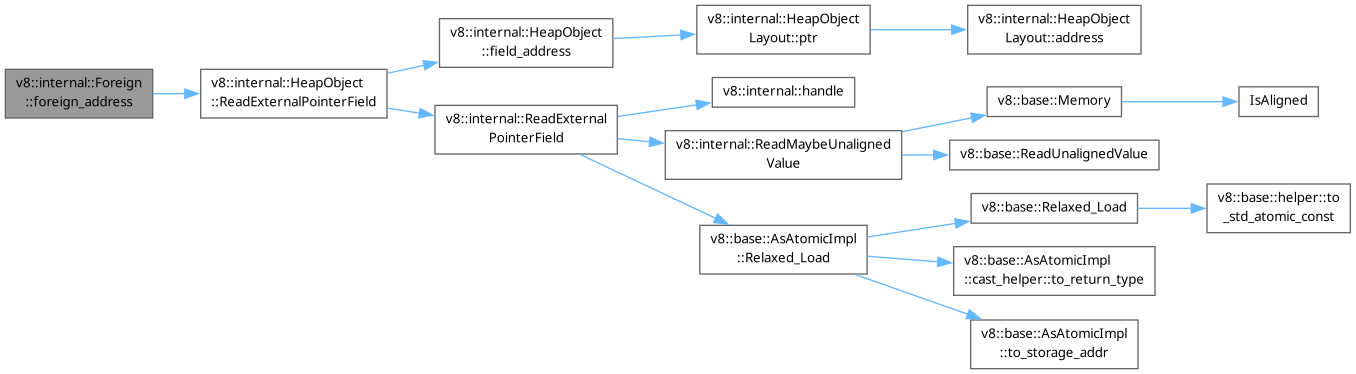 v8::internal::Foreign
::foreign_address
v8::internal::HeapObject
::ReadExternalPointerField
v8::internal::HeapObject
::field_address
v8::internal::HeapObject
Layout::ptr
v8::internal::HeapObject
Layout::address
v8::internal::ReadExternal
PointerField
v8::internal::handle
v8::internal::ReadMaybeUnaligned
Value
v8::base::Memory
IsAligned
v8::base::ReadUnalignedValue
v8::base::AsAtomicImpl
::Relaxed_Load
v8::base::Relaxed_Load
v8::base::helper::to
_std_atomic_const
v8::base::AsAtomicImpl
::cast_helper::to_return_type
v8::base::AsAtomicImpl
::to_storage_addr